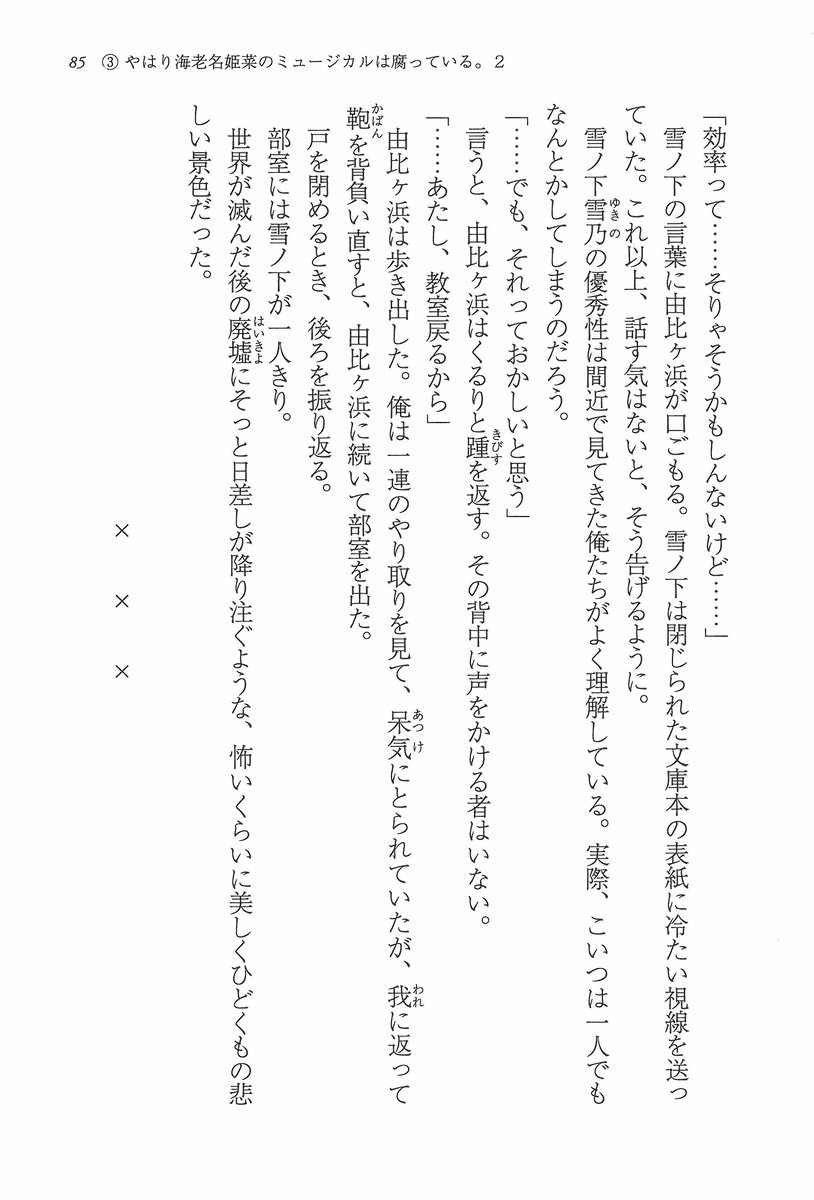 85 ③やはり海老名姫菜のミュージカルは腐っている。2
「効率って……そりゃそうかもしんないけど……」
雪ノ下の言葉に由比ヶ浜が口ごもる。雪ノ下は閉じられた文庫本の表紙に冷たい視線を送っ
ていた。これ以上、話す気はないと、そう告げるように。
雪ノ下雪乃の優秀性は間近で見てきた俺たちがよく理解している。実際、こいつは一人でも
なんとかしてしまうのだろう。
「……でも、それっておかしいと思う」
言うと、由比ヶ浜はくるりと踵を返す。その背中に声をかける者はいない。
「……あたし、教室戻るから」
由比ヶ浜は歩き出した。俺は一連のやり取りを見て、呆気にとられていたが、我に返って
鞄を背負い直すと、由比ヶ浜に続いて部室を出た。
戸を閉めるとき、後ろを振り返る。
部室には雪ノ下が一人きり。
世界が滅んだ後の廃墟にそっと日差しが降り注ぐような、怖いくらいに美しくひどくもの悲
しい景色だった。
× × ×